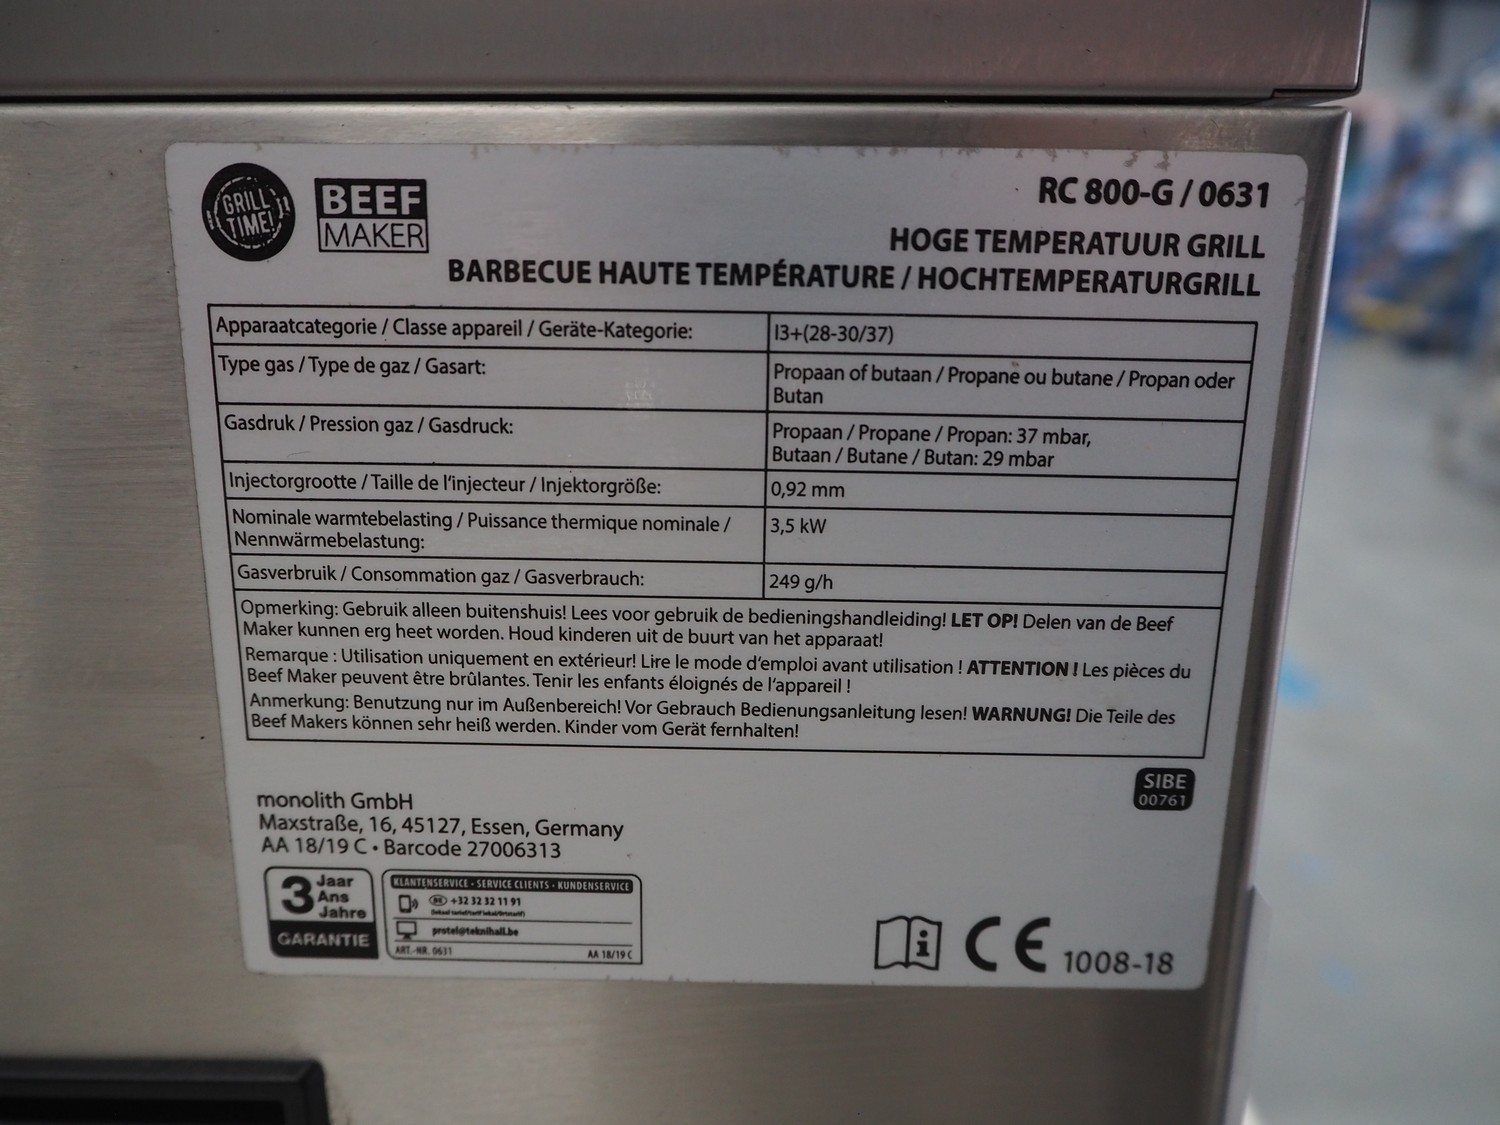 GRILL
TIME!
BEEF
MAKER
RC 800-G / 0631
HOGE TEMPERATUUR GRILL
BARBECUE HAUTE TEMPÉRATURE / HOCHTEMPERATURGRILL
Apparaatcategorie / Classe appareil / Geräte-Kategorie: I3+(28-30/37)
Type gas / Type de gaz / Gasart: Propaan of butaan / Propane ou butane / Propan oder
Butan
Gasdruk / Pression gaz / Gasdruck: Propaan / Propane / Propan: 37 mbar,
Butaan / Butane / Butan: 29 mbar
Injectorgrootte / Taille de l'injecteur / Injektorgröße: 0,92 mm
Nominale warmtebelasting / Puissance thermique nominale / 3,5 kW
Nennwärmebelastung:
Gasverbruik / Consommation gaz / Gasverbrauch: 249 g/h
Opmerking: Gebruik alleen buitenshuis! Lees voor gebruik de bedieningshandleiding! LET OP! Delen van de Beef
Maker kunnen erg heet worden. Houd kinderen uit de buurt van het apparaat!
Remarque : Utilisation uniquement en extérieur! Lire le mode d'emploi avant utilisation ! ATTENTION ! Les pièces du
Beef Maker peuvent être brûlantes. Tenir les enfants éloignés de l'appareil !
Anmerkung: Benutzung nur im Außenbereich! Vor Gebrauch Bedienungsanleitung lesen! WARNUNG! Die Teile des
Beef Makers können sehr heiß werden. Kinder vom Gerät fernhalten!
SIBE
00761
monolith GmbH
Maxstraße, 16, 45127, Essen, Germany
AA 18/19 C • Barcode 27006313
3 Jaar
Ans
Jahre
GARANTIE
KLANTENSERVICE · SERVICE CLIENTS · KUNDENSERVICE
BE +32 32 32 11 91
protel@teknihall.be
ART.-NR. 0631 AA 18/19 C
CE 1008-18